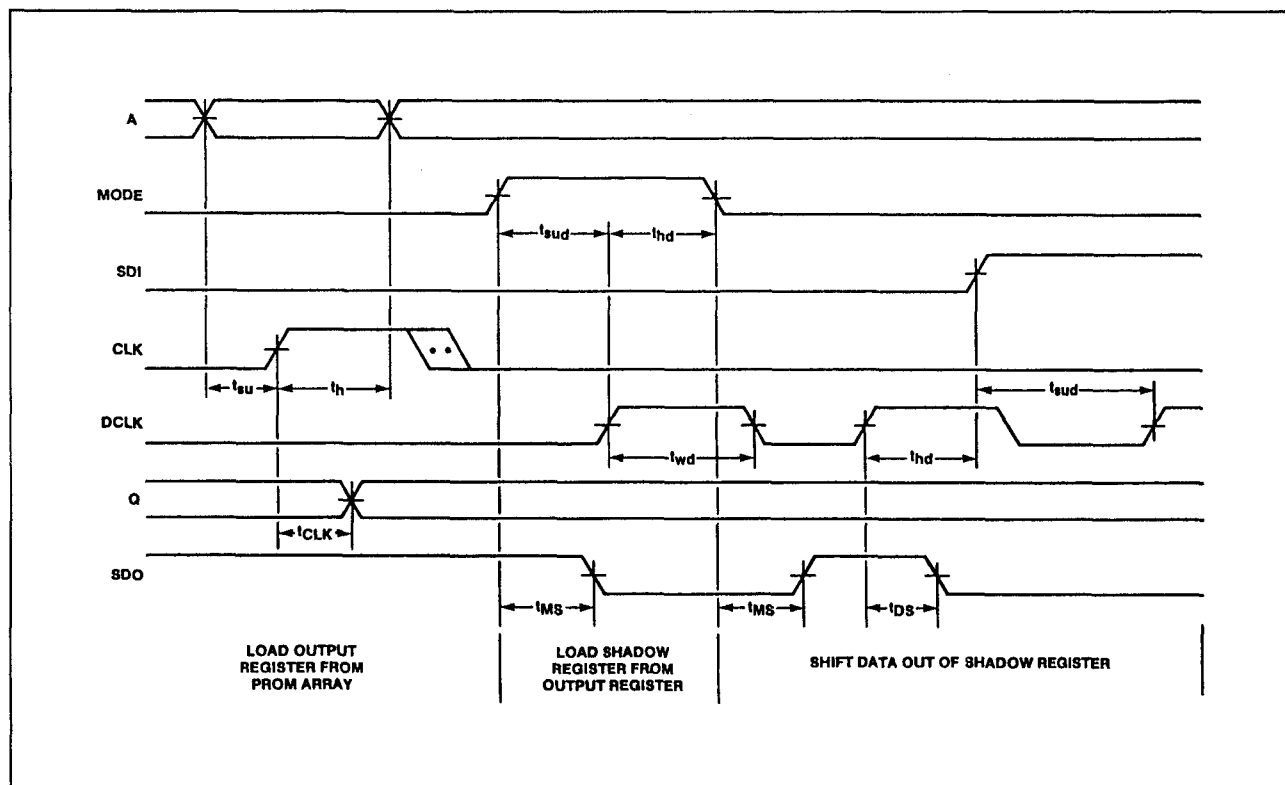 A
MODE
tsud
thd
SDI
CLK
tsu
th
tsud
DCLK
twd
thd
Q
tCLK
SDO
tMS
tMS
tDS
LOAD OUTPUT
REGISTER FROM
PROM ARRAY
LOAD SHADOW
REGISTER FROM
OUTPUT REGISTER
SHIFT DATA OUT OF SHADOW REGISTER